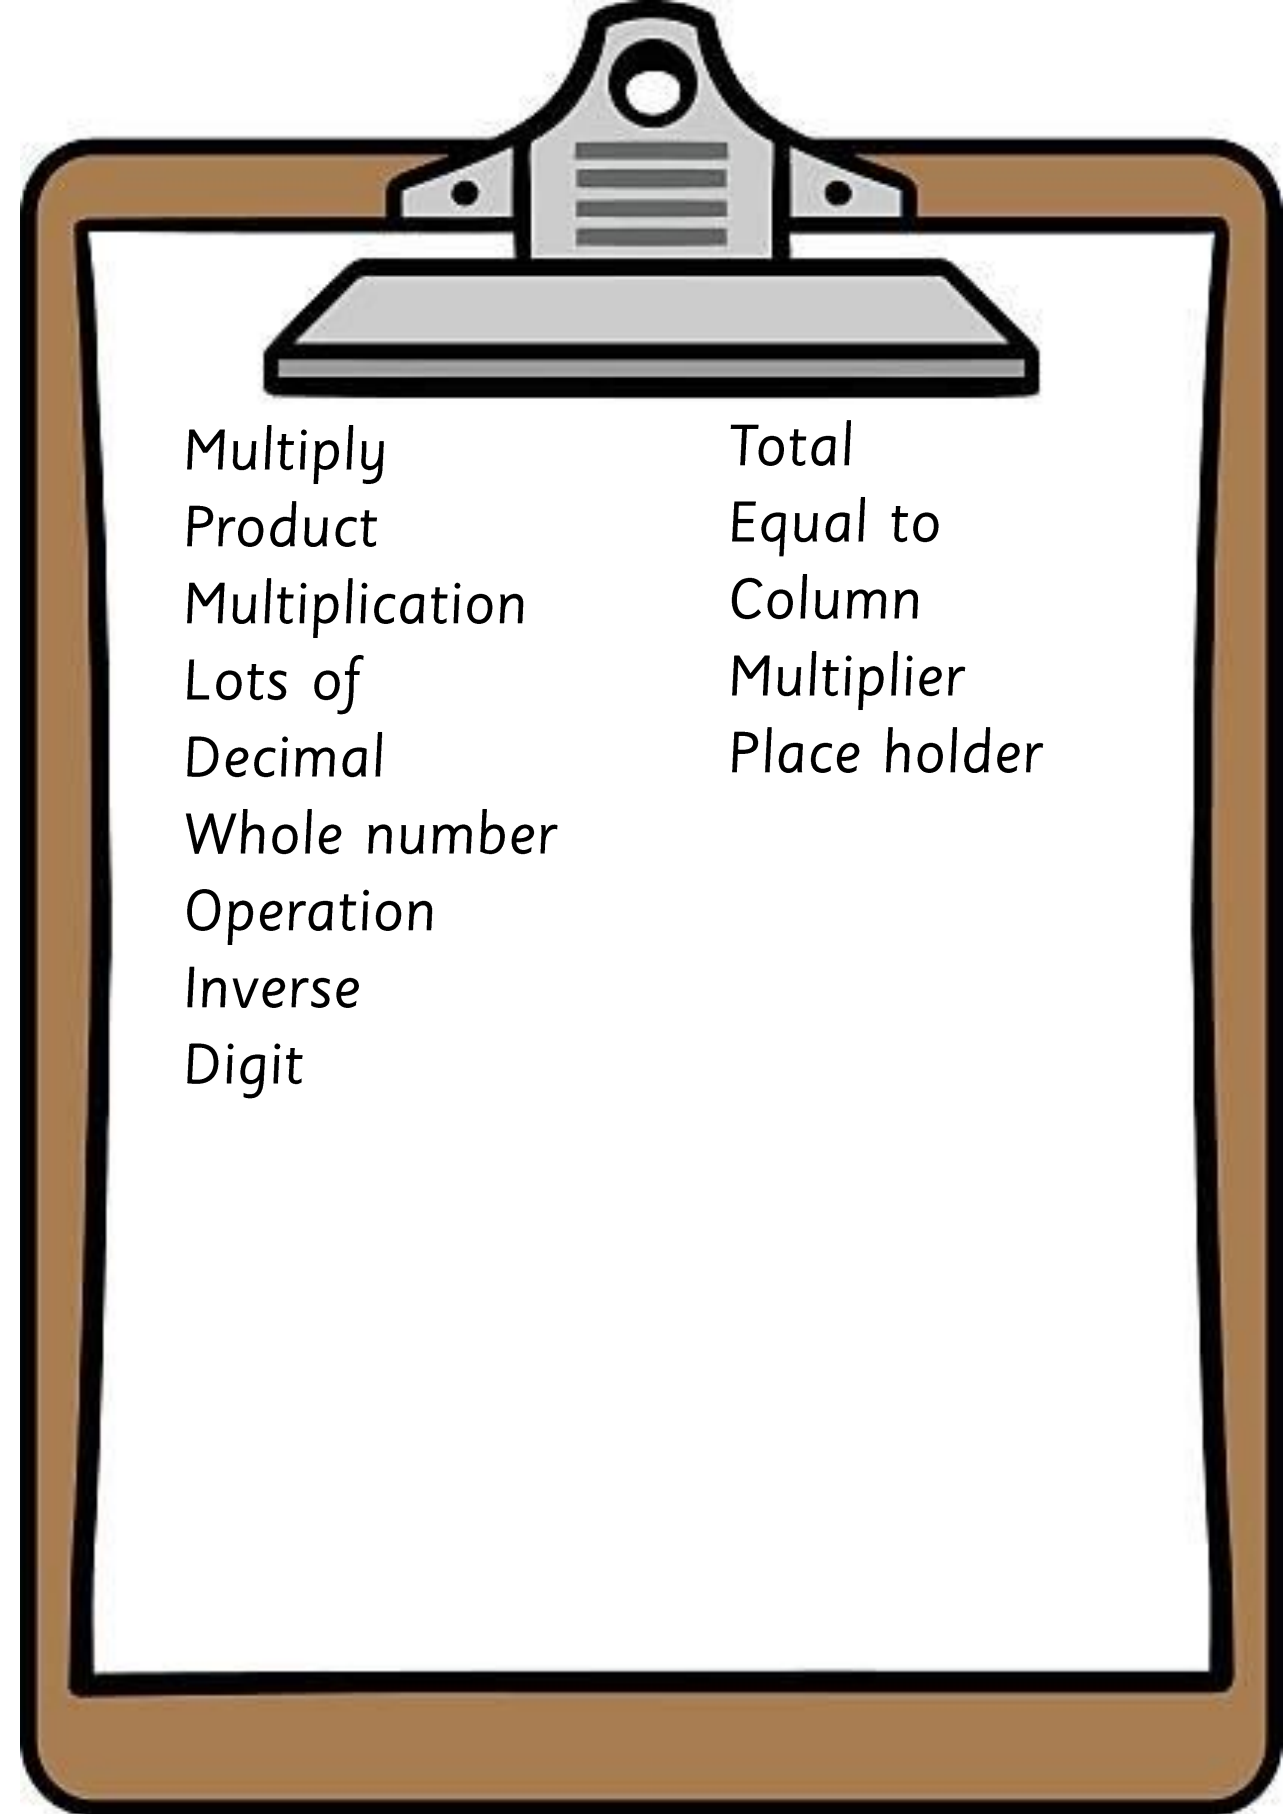 Multiply
Product
Multiplication
Lots of
Decimal
Whole number
Operation
Inverse
Digit
Total
Equal to
Column
Multiplier
Place holder